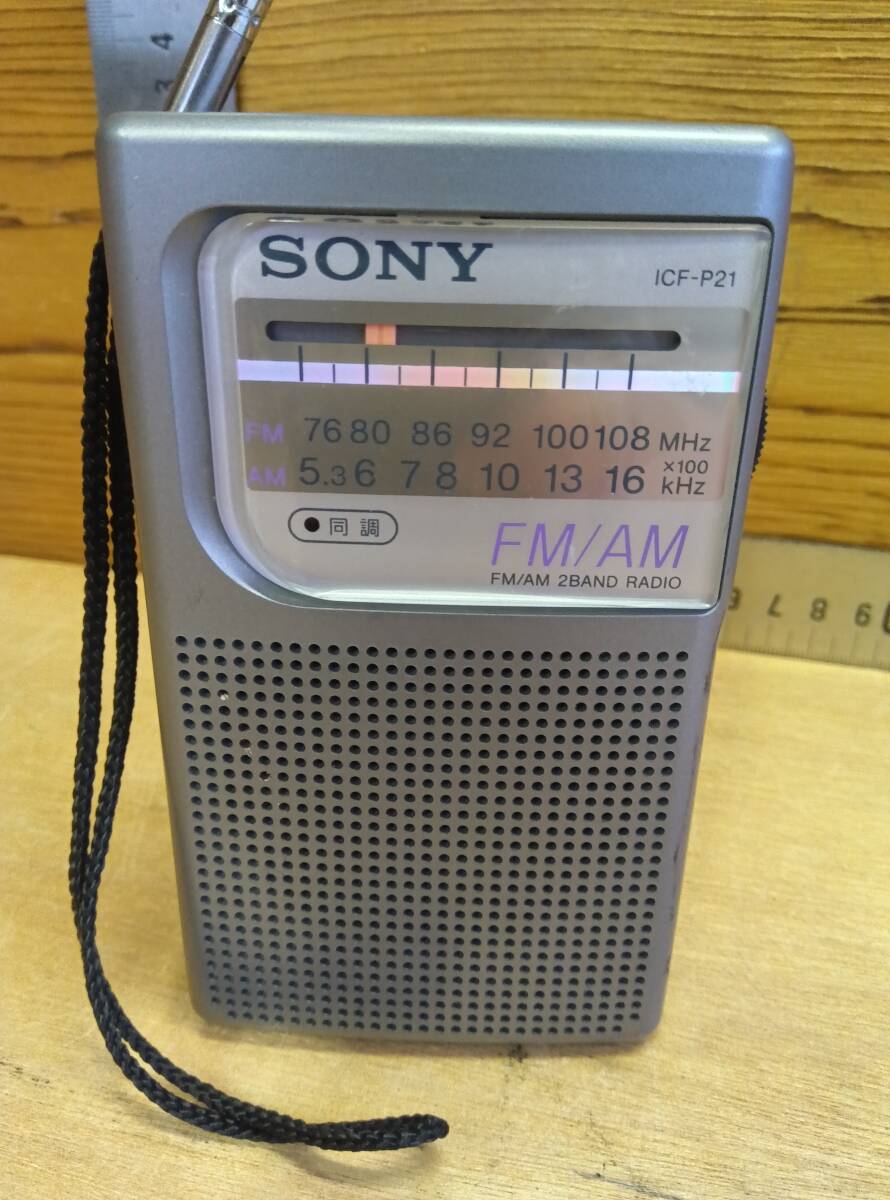 4
3
SONY
ICF-P21
FM 76 80 86 92 100 108 MHz
AM 5.3 6 7 8 10 13 16 ×100 kHz
同調
FM/AM
FM/AM 2BAND RADIO
6 7 8 9